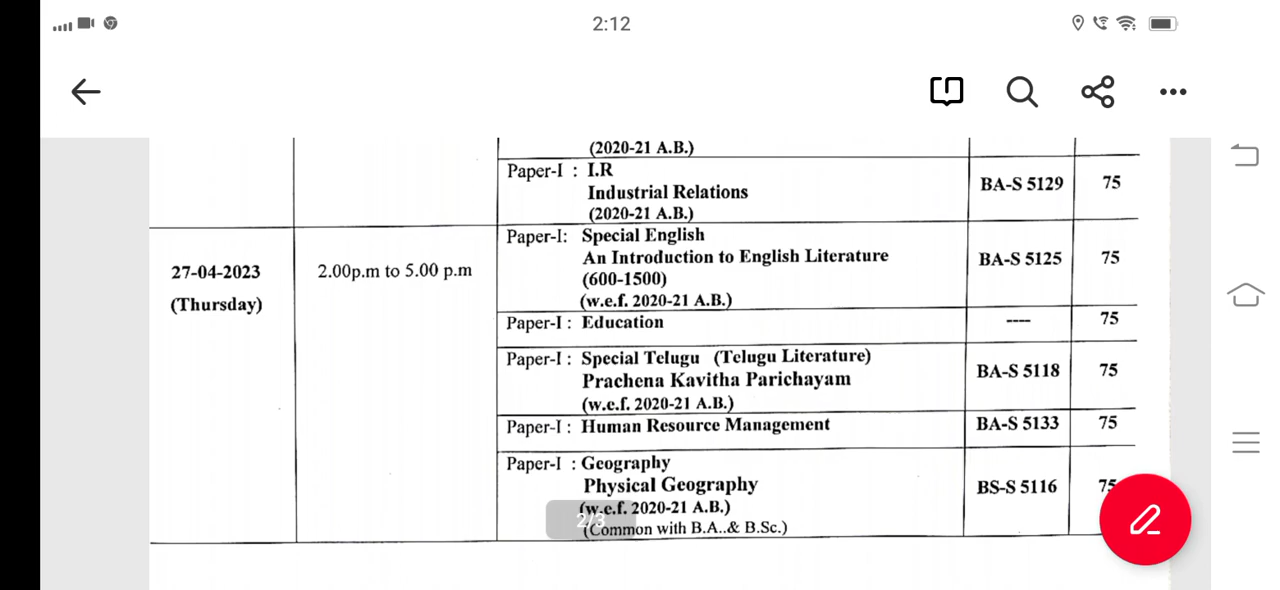 2:12
(2020-21 A.B.)
Paper-I : I.R
Industrial Relations
(2020-21 A.B.)
BA-S 5129
75
27-04-2023
(Thursday)
2.00p.m to 5.00 p.m
Paper-I: Special English
An Introduction to English Literature
(600-1500)
(w.e.f. 2020-21 A.B.)
BA-S 5125
75
Paper-I : Education
----
75
Paper-I : Special Telugu (Telugu Literature)
Prachena Kavitha Parichayam
(w.e.f. 2020-21 A.B.)
BA-S 5118
75
Paper-I : Human Resource Management
BA-S 5133
75
Paper-I : Geography
Physical Geography
(w.e.f. 2020-21 A.B.)
(Common with B.A..& B.Sc.)
BS-S 5116
75
2/3